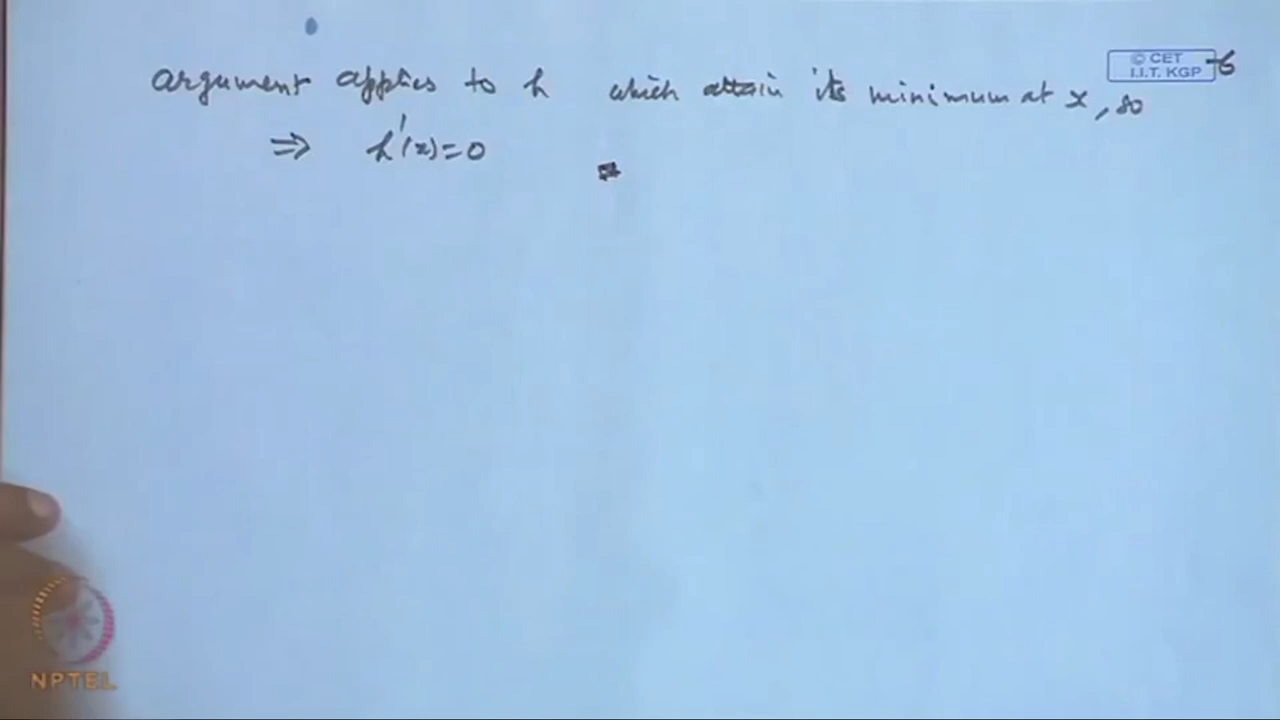 argument applies to h which attain its minimum at x, so
⇒ h'(x)=0
© CET
I.I.T. KGP
6
NPTEL